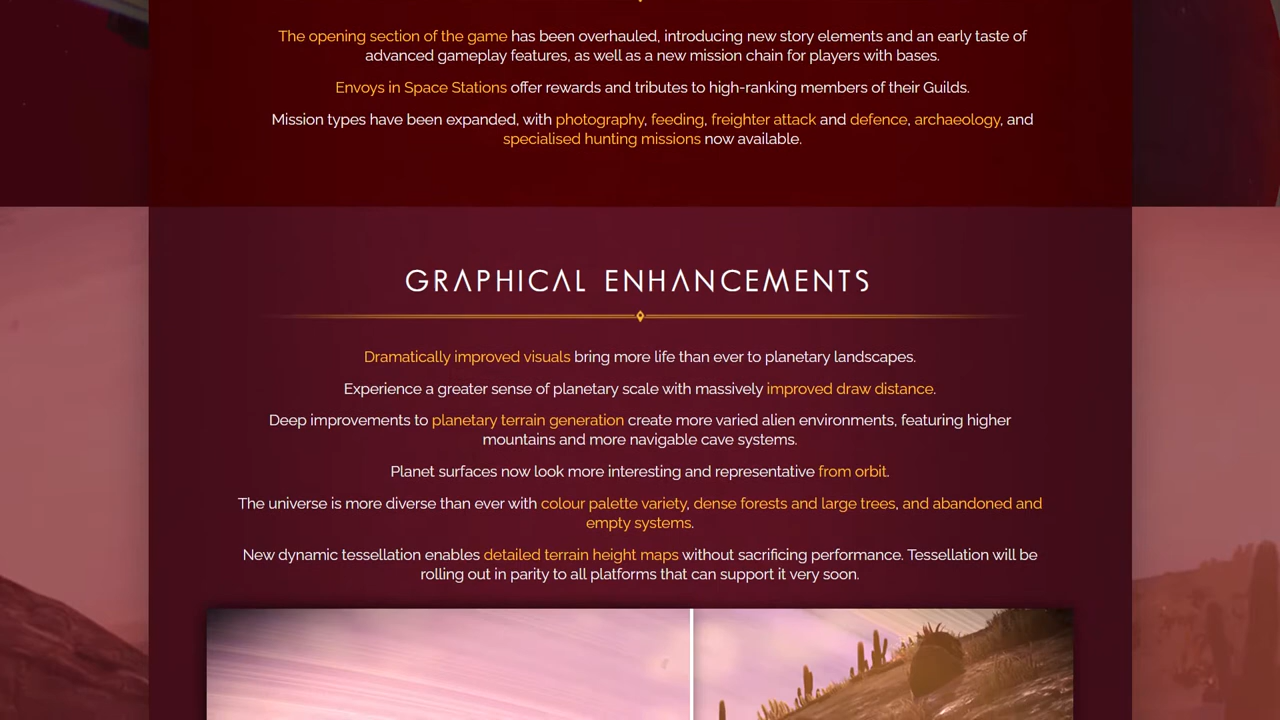 The opening section of the game has been overhauled, introducing new story elements and an early taste of
advanced gameplay features, as well as a new mission chain for players with bases.
Envoys in Space Stations offer rewards and tributes to high-ranking members of their Guilds.
Mission types have been expanded, with photography, feeding, freighter attack and defence, archaeology, and
specialised hunting missions now available.
GRAPHICAL ENHANCEMENTS
Dramatically improved visuals bring more life than ever to planetary landscapes.
Experience a greater sense of planetary scale with massively improved draw distance.
Deep improvements to planetary terrain generation create more varied alien environments, featuring higher
mountains and more navigable cave systems.
Planet surfaces now look more interesting and representative from orbit.
The universe is more diverse than ever with colour palette variety, dense forests and large trees, and abandoned and
empty systems.
New dynamic tessellation enables detailed terrain height maps without sacrificing performance. Tessellation will be
rolling out in parity to all platforms that can support it very soon.